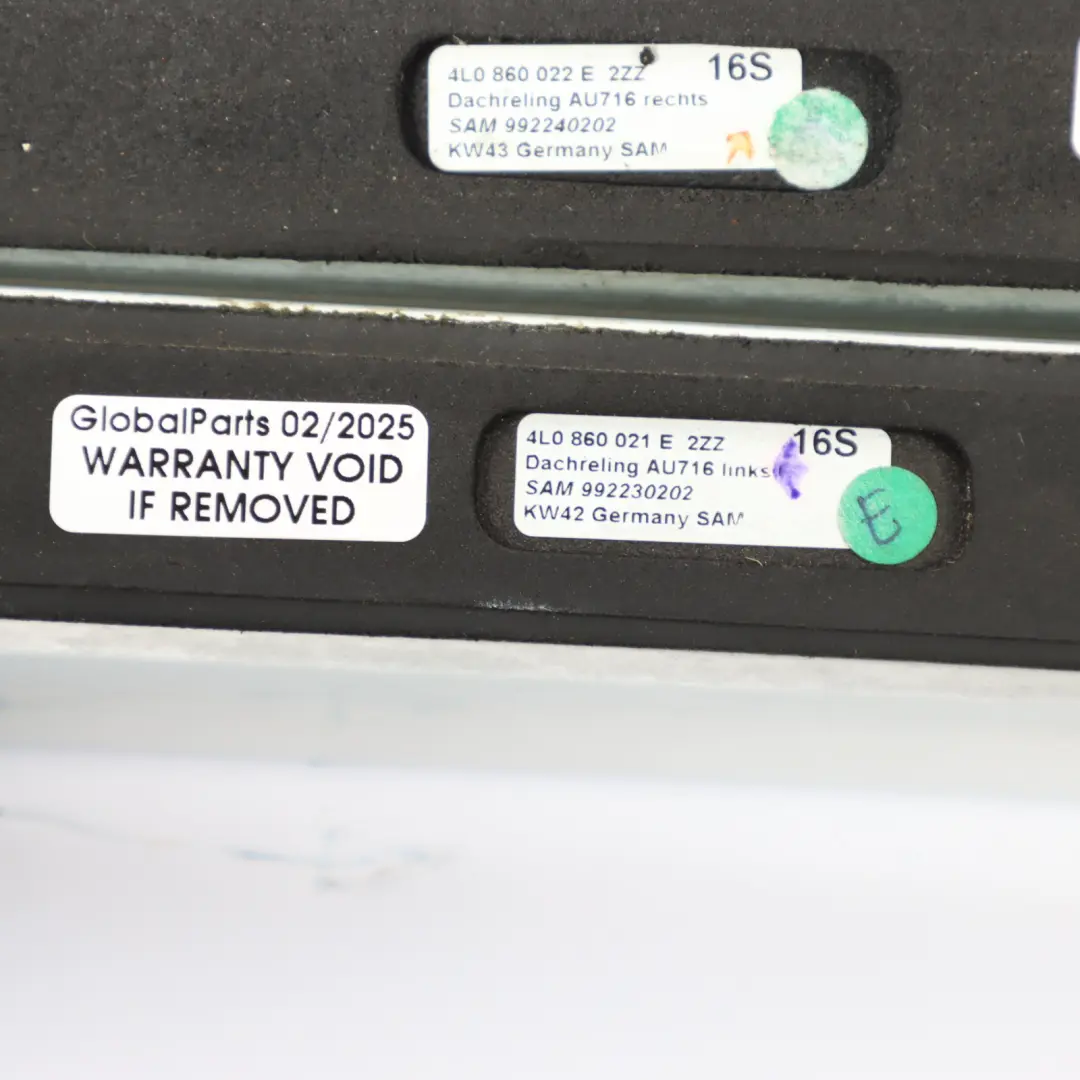 4L0 860 022 E 2ZZ 16S
Dachreling AU716 rechts
SAM 992240202
KW43 Germany SAM
GlobalParts 02/2025
WARRANTY VOID
IF REMOVED
4L0 860 021 E 2ZZ 16S
Dachreling AU716 links
SAM 992230202
KW42 Germany SAM
E